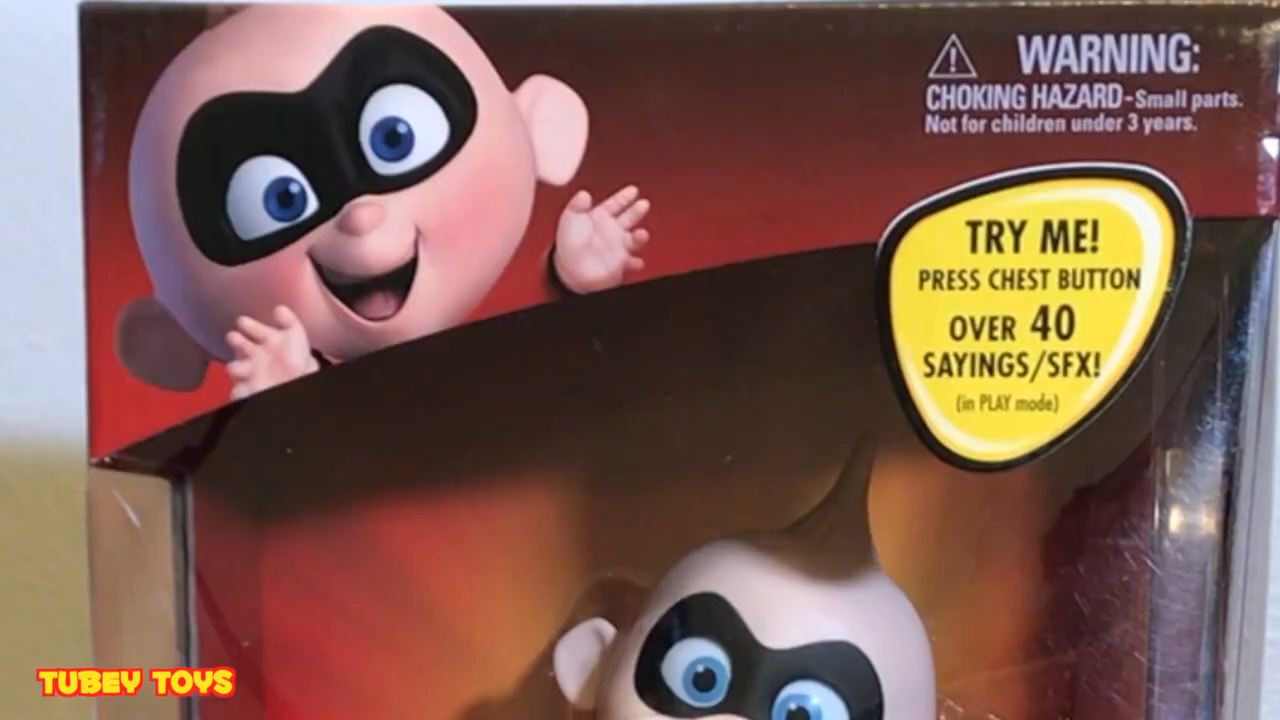 WARNING:
CHOKING HAZARD-Small parts.
Not for children under 3 years.
TRY ME!
PRESS CHEST BUTTON
OVER 40
SAYINGS/SFX!
(in PLAY mode)
TUBEY TOYS